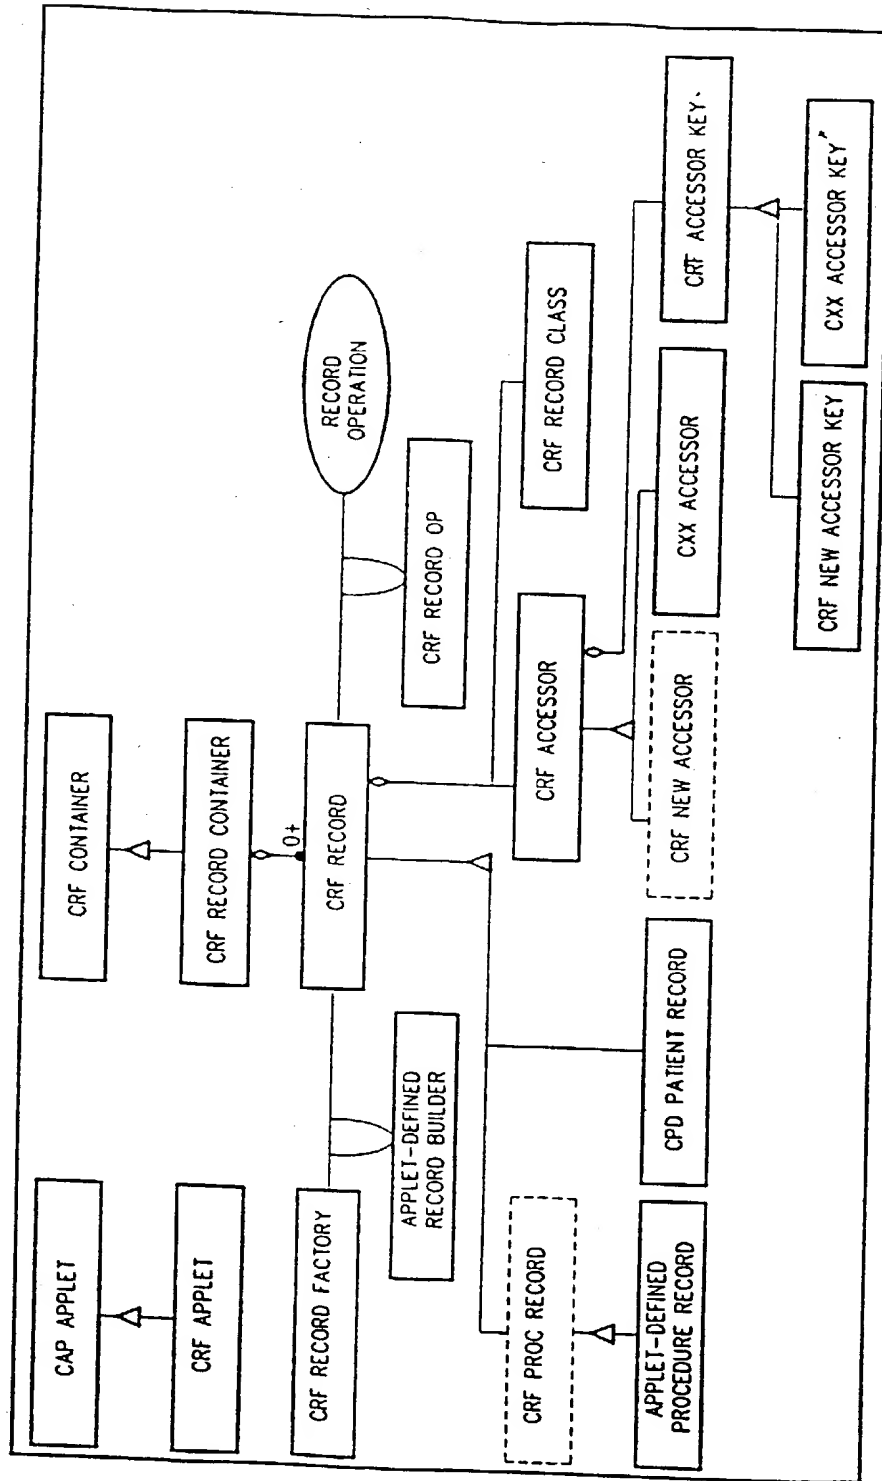 CAP APPLET
CRF APPLET
CRF CONTAINER
CRF RECORD CONTAINER
0+
CRF RECORD FACTORY
APPLET-DEFINED
RECORD BUILDER
CRF RECORD
RECORD
OPERATION
CRF RECORD OP
CRF PROC RECORD
APPLET-DEFINED
PROCEDURE RECORD
CPD PATIENT RECORD
CRF ACCESSOR
CRF RECORD CLASS
CRF NEW ACCESSOR
CXX ACCESSOR
CRF ACCESSOR KEY
CRF NEW ACCESSOR KEY
CXX ACCESSOR KEY